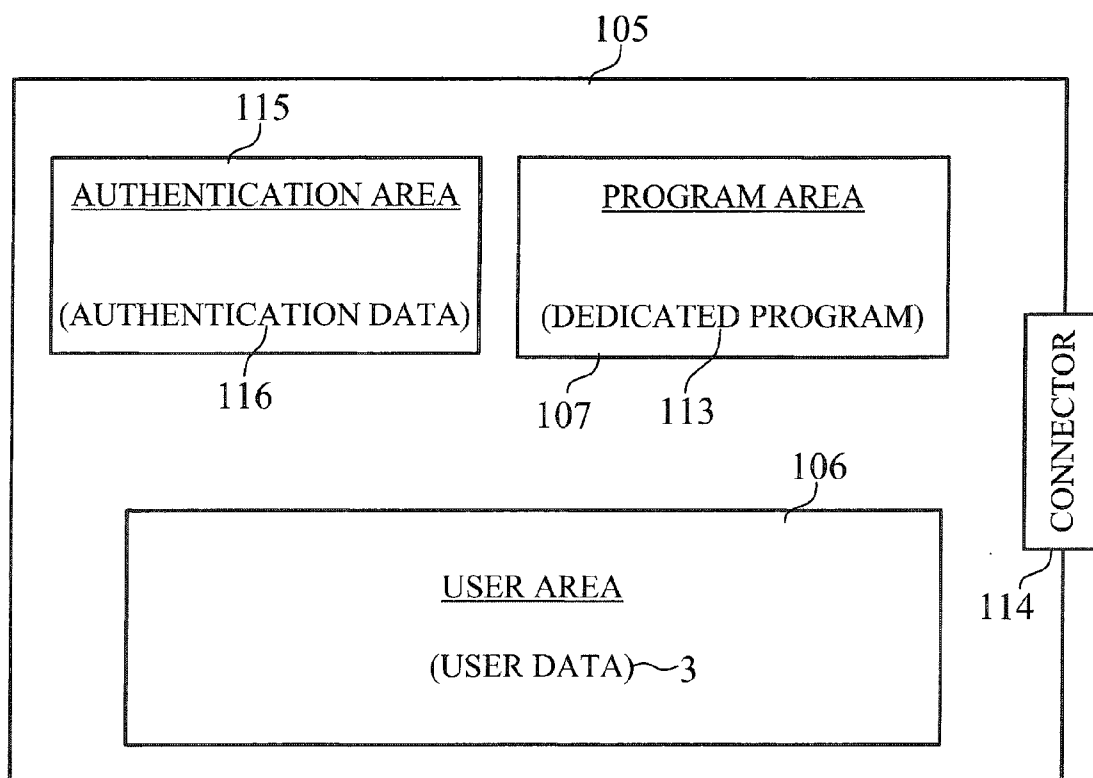 105
115
AUTHENTICATION AREA
(AUTHENTICATION DATA)
116
PROGRAM AREA
(DEDICATED PROGRAM)
107
113
CONNECTOR
114
106
USER AREA
(USER DATA) 3